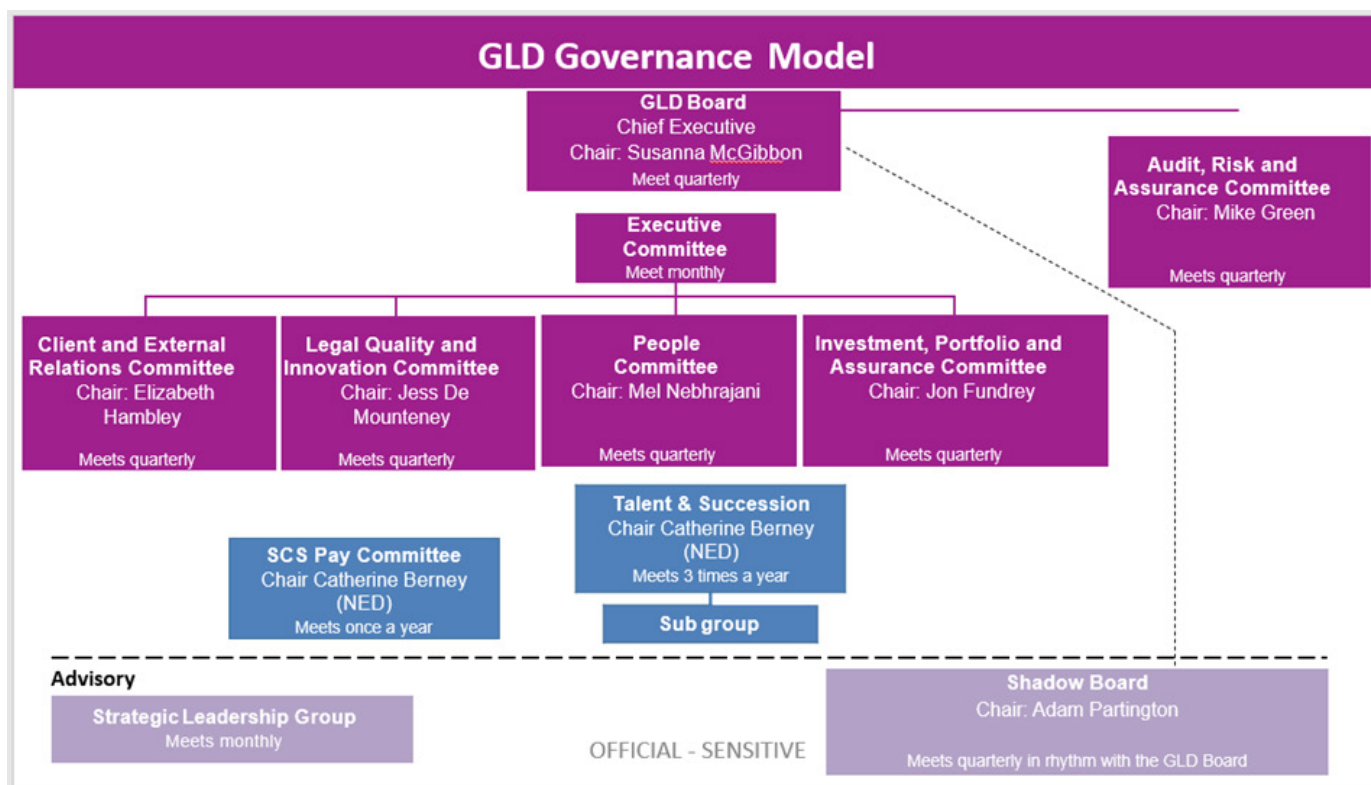 GLD Governance Model
GLD Board
Chief Executive
Chair: Susanna McGibbon
Meet quarterly
Audit, Risk and
Assurance Committee
Chair: Mike Green
Meets quarterly
Executive
Committee
Meet monthly
Client and External
Relations Committee
Chair: Elizabeth
Hambley
Meets quarterly
Legal Quality and
Innovation Committee
Chair: Jess De
Mounteney
Meets quarterly
People
Committee
Chair: Mel Nebhrajani
Meets quarterly
Investment, Portfolio and
Assurance Committee
Chair: Jon Fundrey
Meets quarterly
SCS Pay Committee
Chair Catherine Berney
(NED)
Meets once a year
Talent & Succession
Chair Catherine Berney
(NED)
Meets 3 times a year
Sub group
Advisory
Strategic Leadership Group
Meets monthly
OFFICIAL - SENSITIVE
Shadow Board
Chair: Adam Partington
Meets quarterly in rhythm with the GLD Board